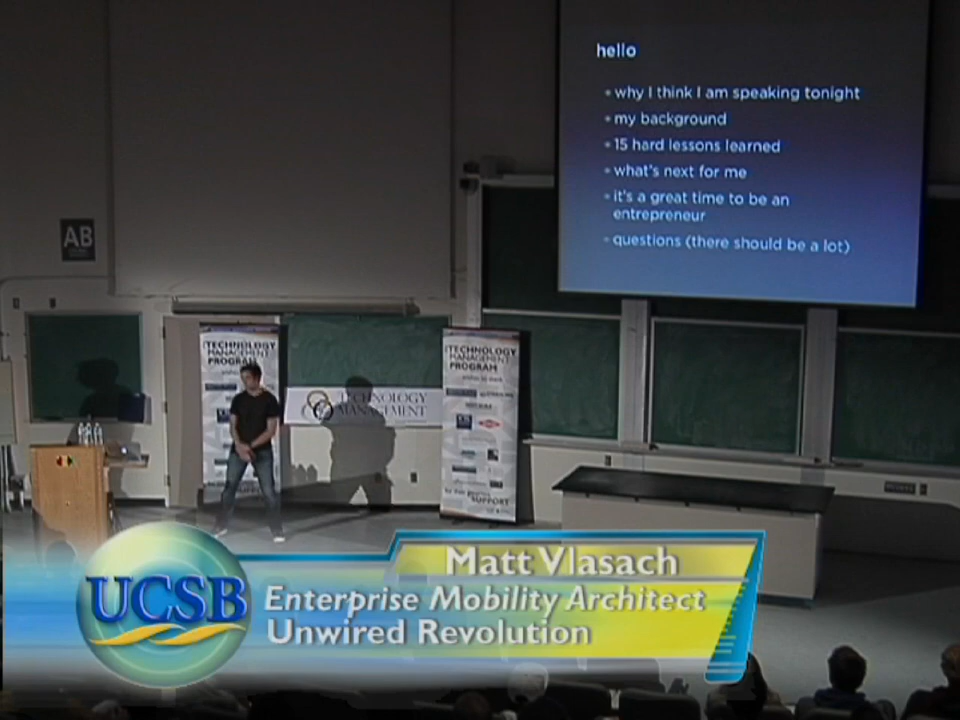 hello
• why I think I am speaking tonight
• my background
• 15 hard lessons learned
• what's next for me
• it's a great time to be an
entrepreneur
• questions (there should be a lot)
AB
TECHNOLOGY
MANAGEMENT
PROGRAM
TECHNOLOGY
MANAGEMENT
TECHNOLOGY
MANAGEMENT
PROGRAM
SUPPORT
UCSB
Matt Vlasach
Enterprise Mobility Architect
Unwired Revolution